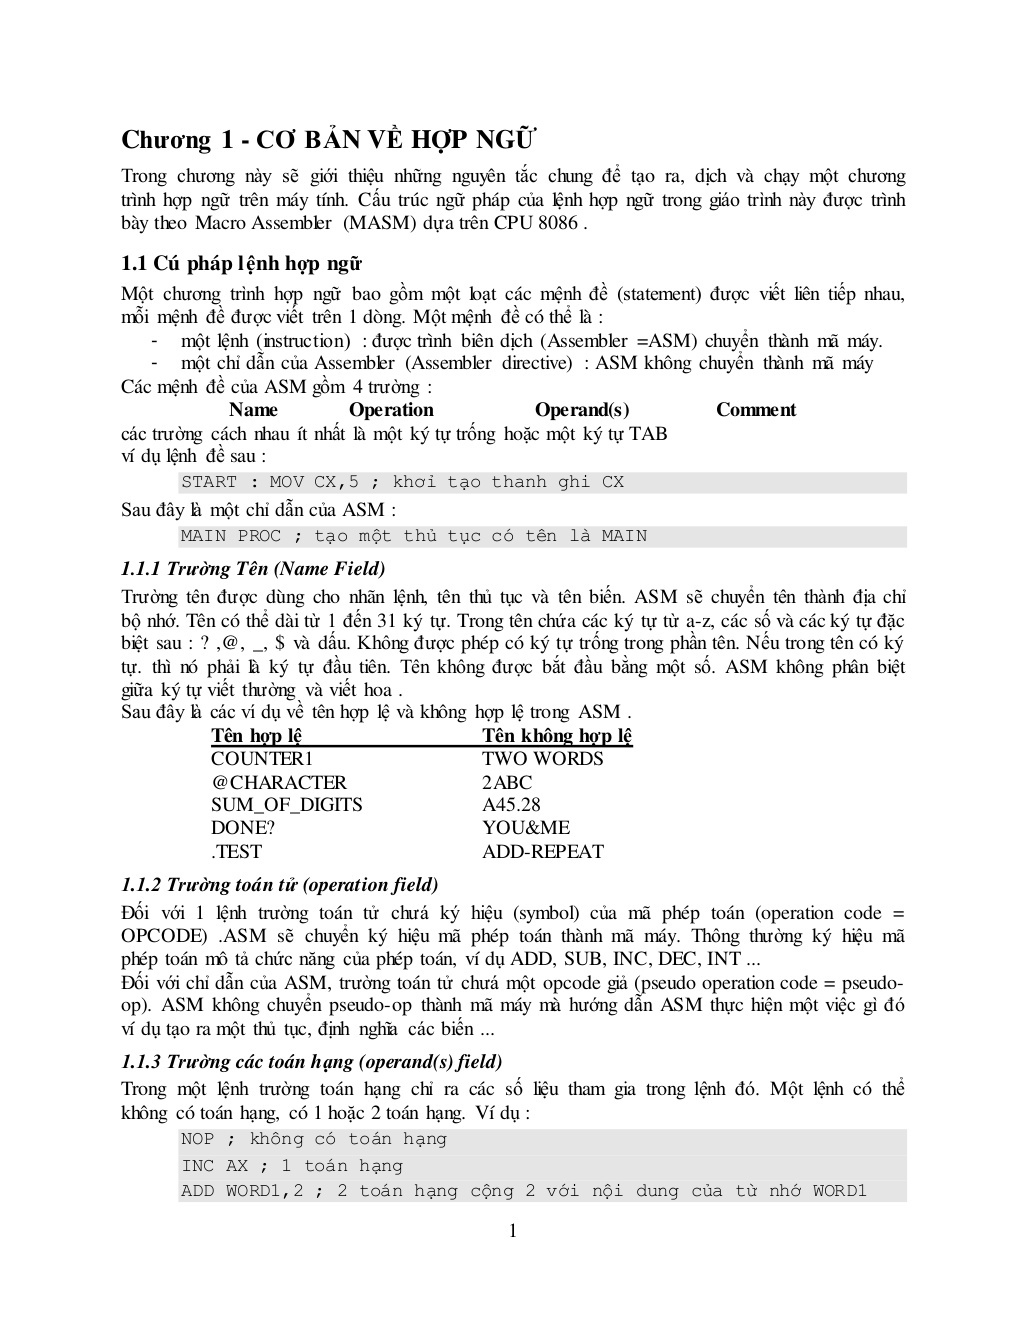 Chương 1 - CƠ BẢN VỀ HỢP NGỮ
Trong chương này sẽ giới thiệu những nguyên tắc chung để tạo ra, dịch và chạy một chương
trình hợp ngữ trên máy tính. Cấu trúc ngữ pháp của lệnh hợp ngữ trong giáo trình này được trình
bày theo Macro Assembler (MASM) dựa trên CPU 8086 .
1.1 Cú pháp lệnh hợp ngữ
Một chương trình hợp ngữ bao gồm một loạt các mệnh đề (statement) được viết liên tiếp nhau,
mỗi mệnh đề được viết trên 1 dòng. Một mệnh đề có thể là :
- một lệnh (instruction) : được trình biên dịch (Assembler =ASM) chuyển thành mã máy.
- một chỉ dẫn của Assembler (Assembler directive) : ASM không chuyển thành mã máy
Các mệnh đề của ASM gồm 4 trường :
Name Operation Operand(s) Comment
các trường cách nhau ít nhất là một ký tự trống hoặc một ký tự TAB
ví dụ lệnh đề sau :
START : MOV CX,5 ; khơỉ tạo thanh ghi CX
Sau đây là một chỉ dẫn của ASM :
MAIN PROC ; tạo một thủ tục có tên là MAIN
1.1.1 Trường Tên (Name Field)
Trường tên được dùng cho nhãn lệnh, tên thủ tục và tên biến. ASM sẽ chuyển tên thành địa chỉ
bộ nhớ. Tên có thể dài từ 1 đến 31 ký tự. Trong tên chứa các ký tự từ a-z, các số và các ký tự đặc
biệt sau : ? ,@, _, $ và dấu. Không được phép có ký tự trống trong phần tên. Nếu trong tên có ký
tự. thì nó phải là ký tự đầu tiên. Tên không được bắt đầu bằng một số. ASM không phân biệt
giữa ký tự viết thường và viết hoa .
Sau đây là các ví dụ về tên hợp lệ và không hợp lệ trong ASM .
Tên hợp lệ Tên không hợp lệ
COUNTER1 TWO WORDS
@CHARACTER 2ABC
SUM_OF_DIGITS A45.28
DONE? YOU&ME
.TEST ADD-REPEAT
1.1.2 Trường toán tử (operation field)
Đối với 1 lệnh trường toán tử chưá ký hiệu (symbol) của mã phép toán (operation code =
OPCODE) .ASM sẽ chuyển ký hiệu mã phép toán thành mã máy. Thông thường ký hiệu mã
phép toán mô tả chức năng của phép toán, ví dụ ADD, SUB, INC, DEC, INT ...
Đối với chỉ dẫn của ASM, trường toán tử chưá một opcode giả (pseudo operation code = pseudo-
op). ASM không chuyển pseudo-op thành mã máy mà hướng dẫn ASM thực hiện một việc gì đó
ví dụ tạo ra một thủ tục, định nghĩa các biến ...
1.1.3 Trường các toán hạng (operand(s) field)
Trong một lệnh trường toán hạng chỉ ra các số liệu tham gia trong lệnh đó. Một lệnh có thể
không có toán hạng, có 1 hoặc 2 toán hạng. Ví dụ :
NOP ; không có toán hạng
INC AX ; 1 toán hạng
ADD WORD1,2 ; 2 toán hạng cộng 2 với nội dung của từ nhớ WORD1
1